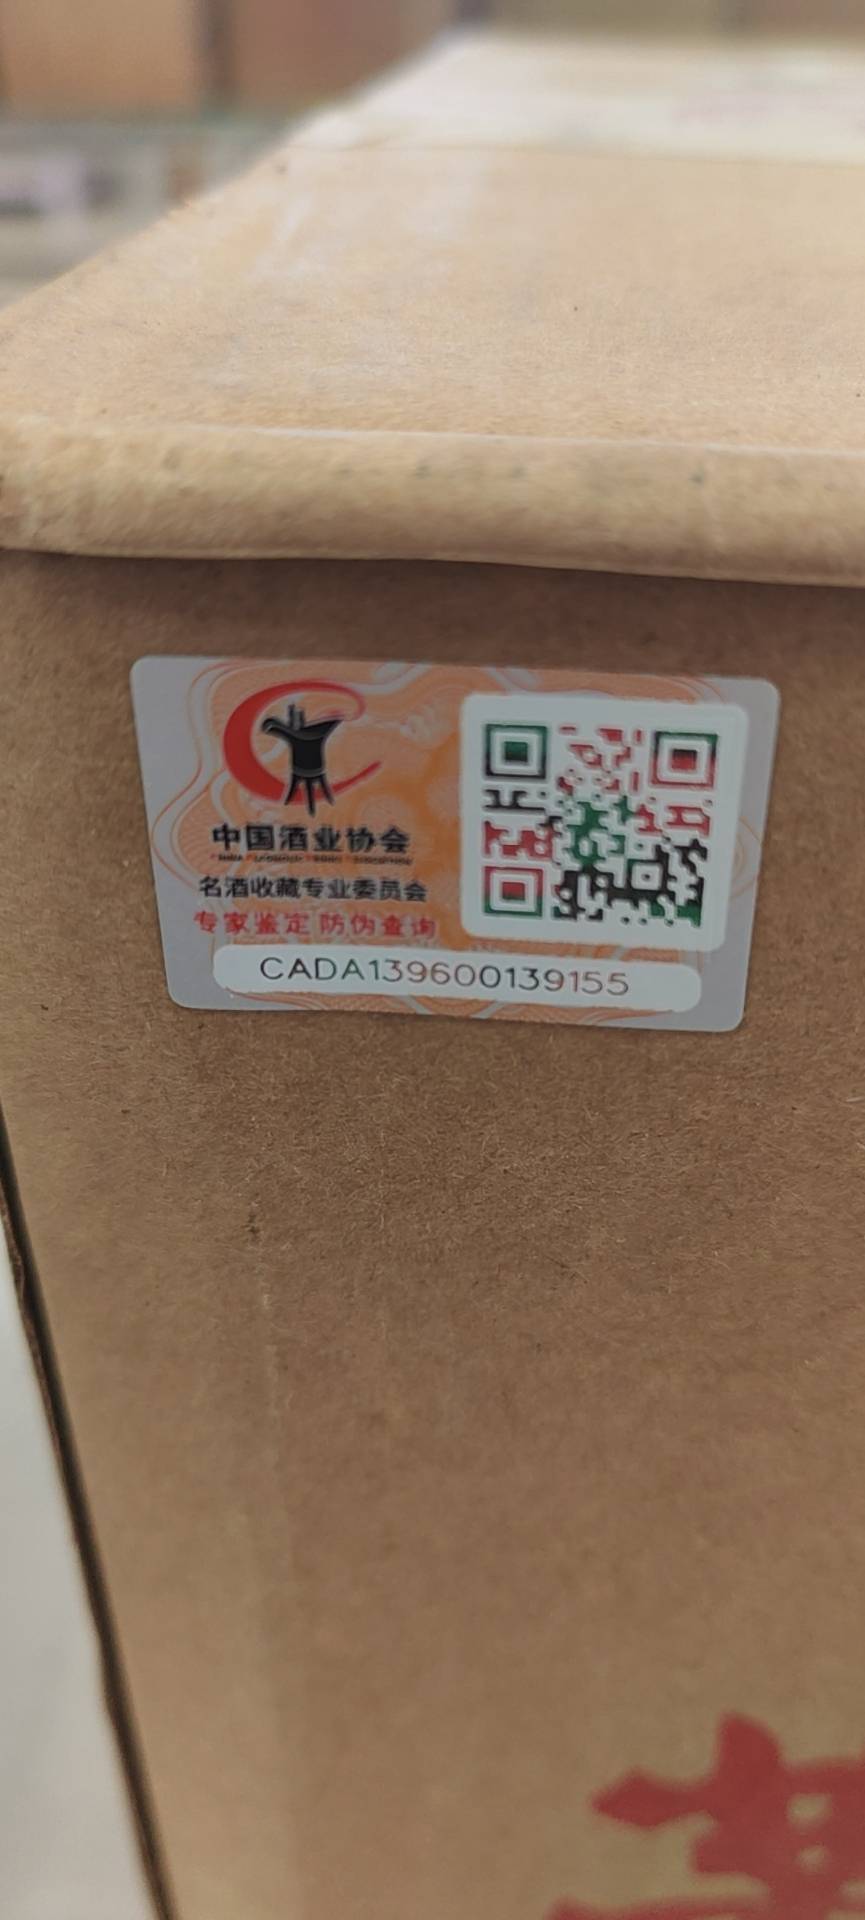 中国酒业协会
名酒收藏专业委员会
专家鉴定 防伪查询
CADA139600139155